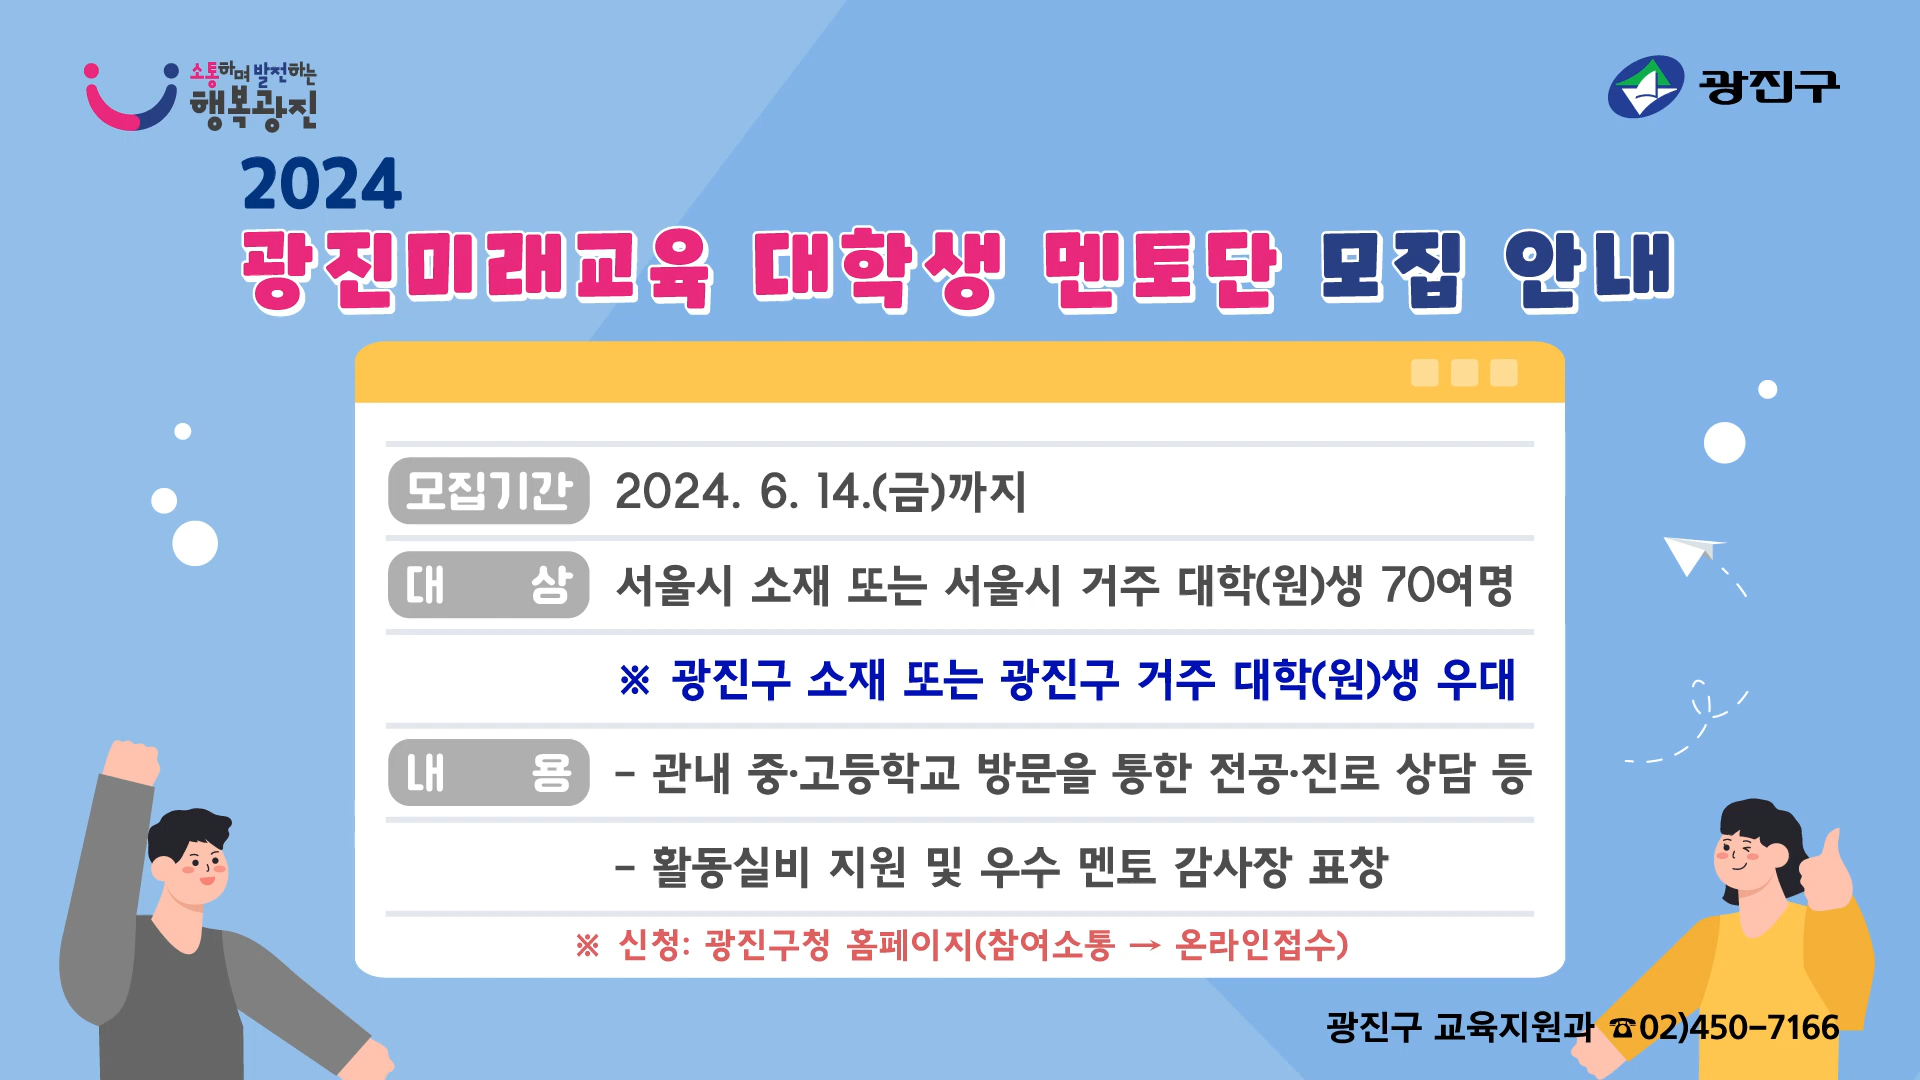 소통하며 발전하는
행복광진
광진구
2024
광진미래교육 대학생 멘토단 모집 안내
모집기간 2024. 6. 14.(금)까지
대 상 서울시 소재 또는 서울시 거주 대학(원)생 70여명
※ 광진구 소재 또는 광진구 거주 대학(원)생 우대
내 용 - 관내 중·고등학교 방문을 통한 전공·진로 상담 등
- 활동실비 지원 및 우수 멘토 감사장 표창
※ 신청: 광진구청 홈페이지(참여소통 → 온라인접수)
광진구 교육지원과 ☎02)450-7166